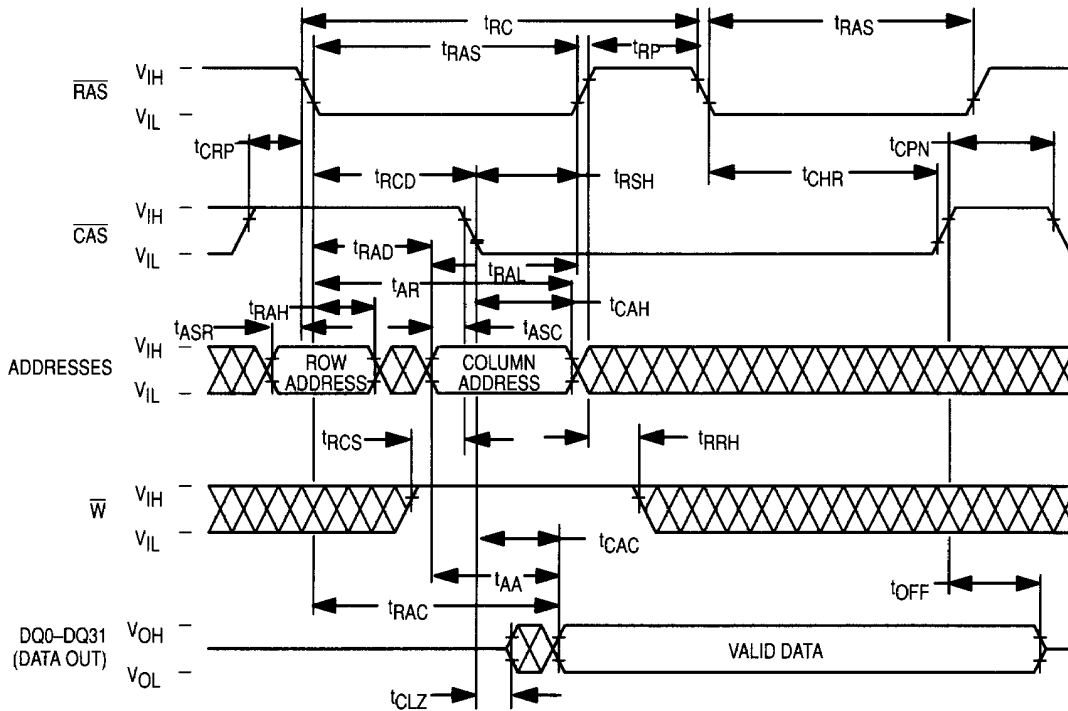 tRC
tRAS
tRP
tRAS
RAS
VIH
VIL
tCRP
tRCD
tRSH
tCHR
tCPN
CAS
VIH
VIL
tRAD
tRAL
tAR
tRAH
tCAH
tASR
tASC
ADDRESSES
VIH
VIL
ROW ADDRESS
COLUMN ADDRESS
tRCS
tRRH
W
VIH
VIL
tCAC
tAA
tOFF
tRAC
DQ0–DQ31
(DATA OUT)
VOH
VOL
VALID DATA
tCLZ